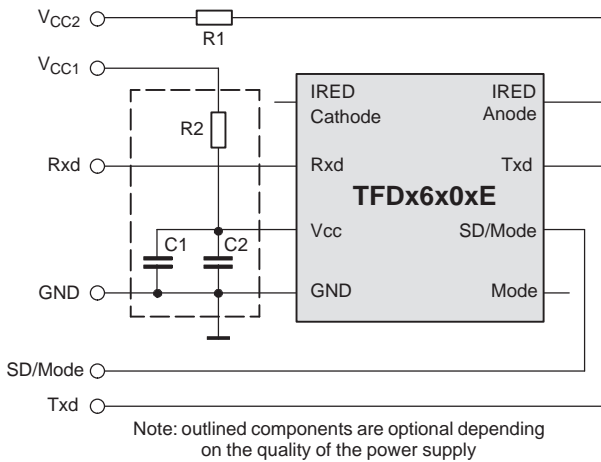 VCC2
R1
VCC1
IRED
Cathode
IRED
Anode
R2
Rxd
Rxd
Txd
TFDx6x0xE
Vcc
SD/Mode
C1
C2
GND
GND
Mode
SD/Mode
Txd
Note: outlined components are optional depending
on the quality of the power supply